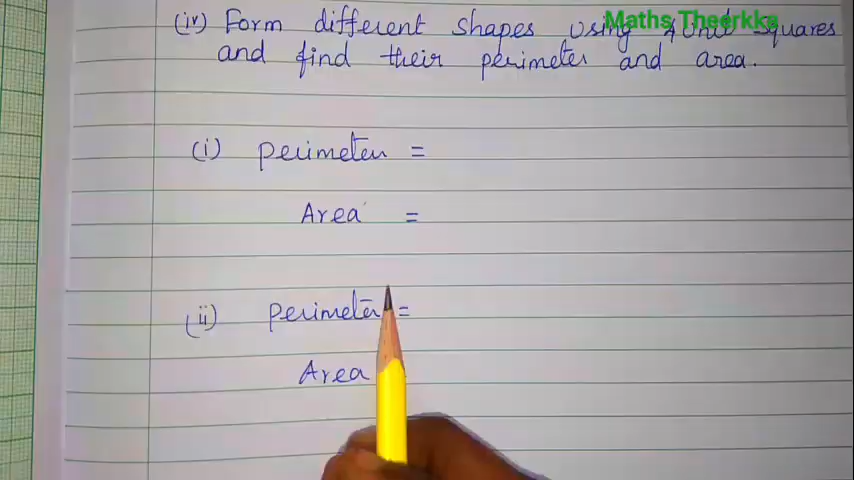 Maths Theerkka
(iv) Form different shapes using 4 Unit squares
and find their perimeter and area.
(i) perimeter =
Area =
(ii) perimeter =
Area